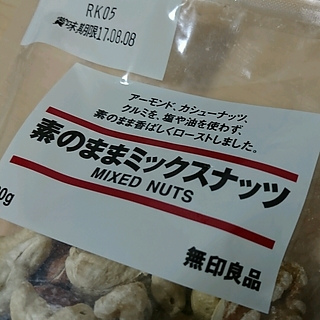 RK05
賞味期限17.08.08
アーモンド、カシューナッツ、
クルミを、塩や油を使わず、
素のまま香ばしくローストしました。
素のままミックスナッツ
MIXED NUTS
無印良品